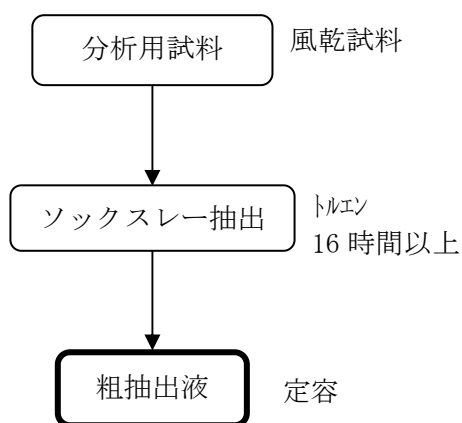 分析用試料
風乾試料
ソックスレー抽出
ﾄﾙｴﾝ
16 時間以上
粗抽出液
定容